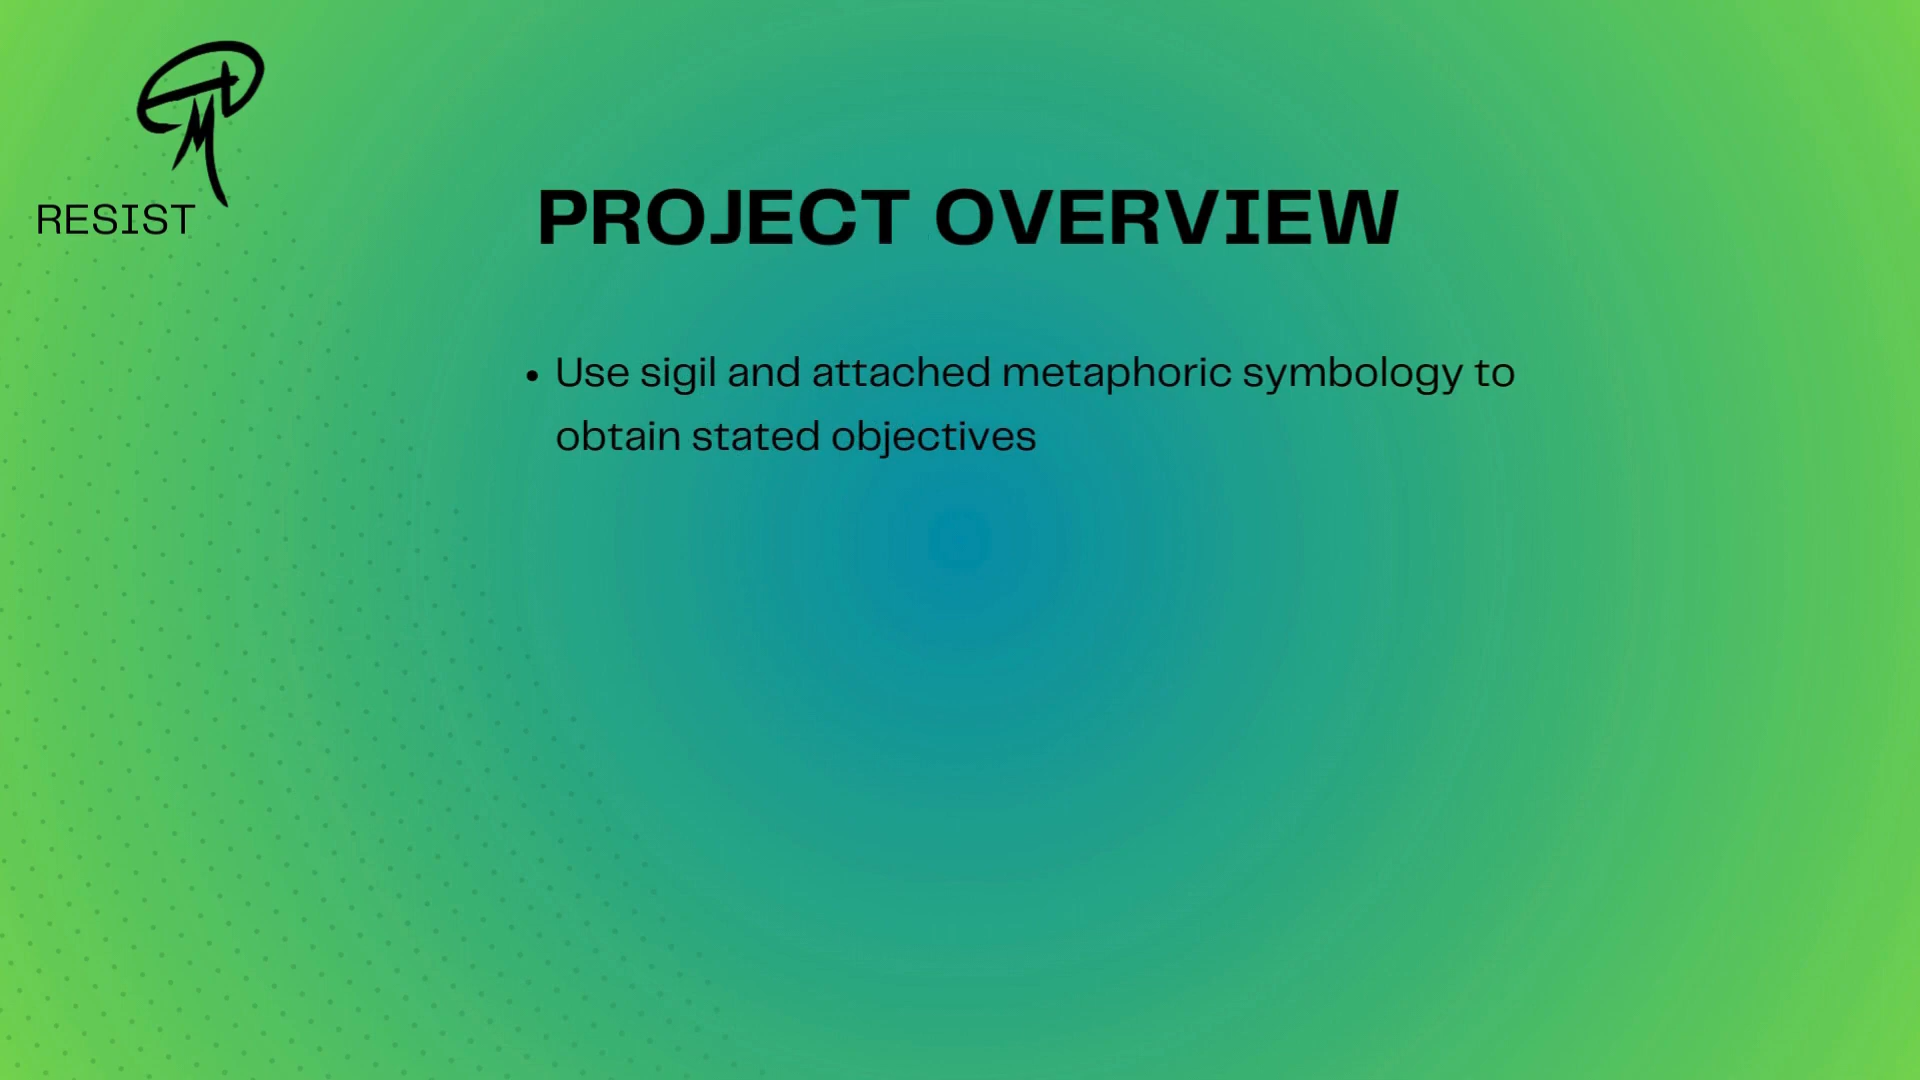 RESIST
PROJECT OVERVIEW
• Use sigil and attached metaphoric symbology to
obtain stated objectives